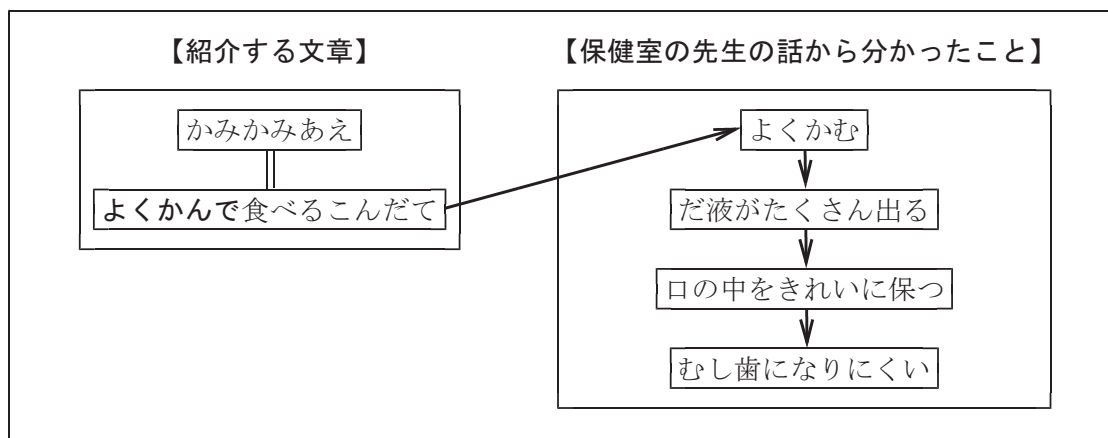 【紹介する文章】
かみかみあえ
よくかんで食べるこんだて
【保健室の先生の話から分かったこと】
よくかむ
だ液がたくさん出る
口の中をきれいに保つ
むし歯になりにくい